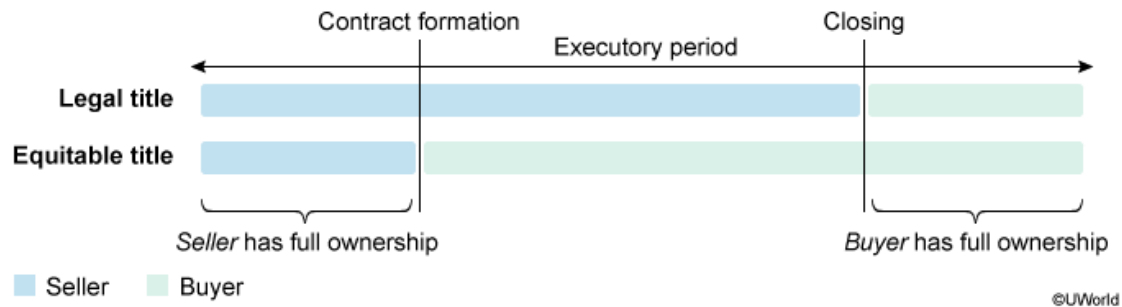 Contract formation
Closing
Executory period
Legal title
Equitable title
Seller has full ownership
Buyer has full ownership
Seller
Buyer
©UWorld